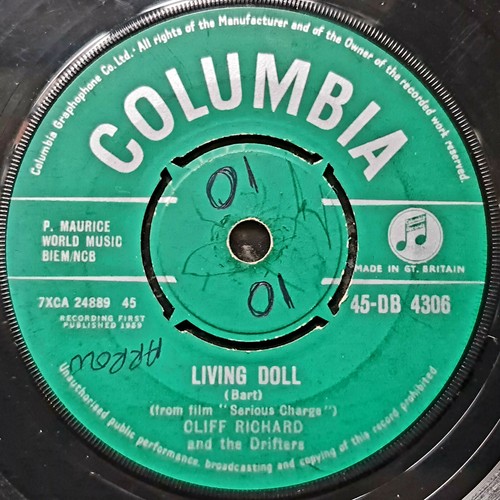 Columbia Graphophone Co. Ltd. · All rights of the Manufacturer and of the Owner of the recorded work reserved.
COLUMBIA
P. MAURICE
WORLD MUSIC
BIEM/NCB
MADE IN GT. BRITAIN
7XCA 24889 45
45-DB 4306
RECORDING FIRST
PUBLISHED 1959
01
10
ARROW
LIVING DOLL
(Bart)
(from film "Serious Charge")
CLIFF RICHARD
and the Drifters
Unauthorised public performance, broadcasting and copying of this record prohibited.